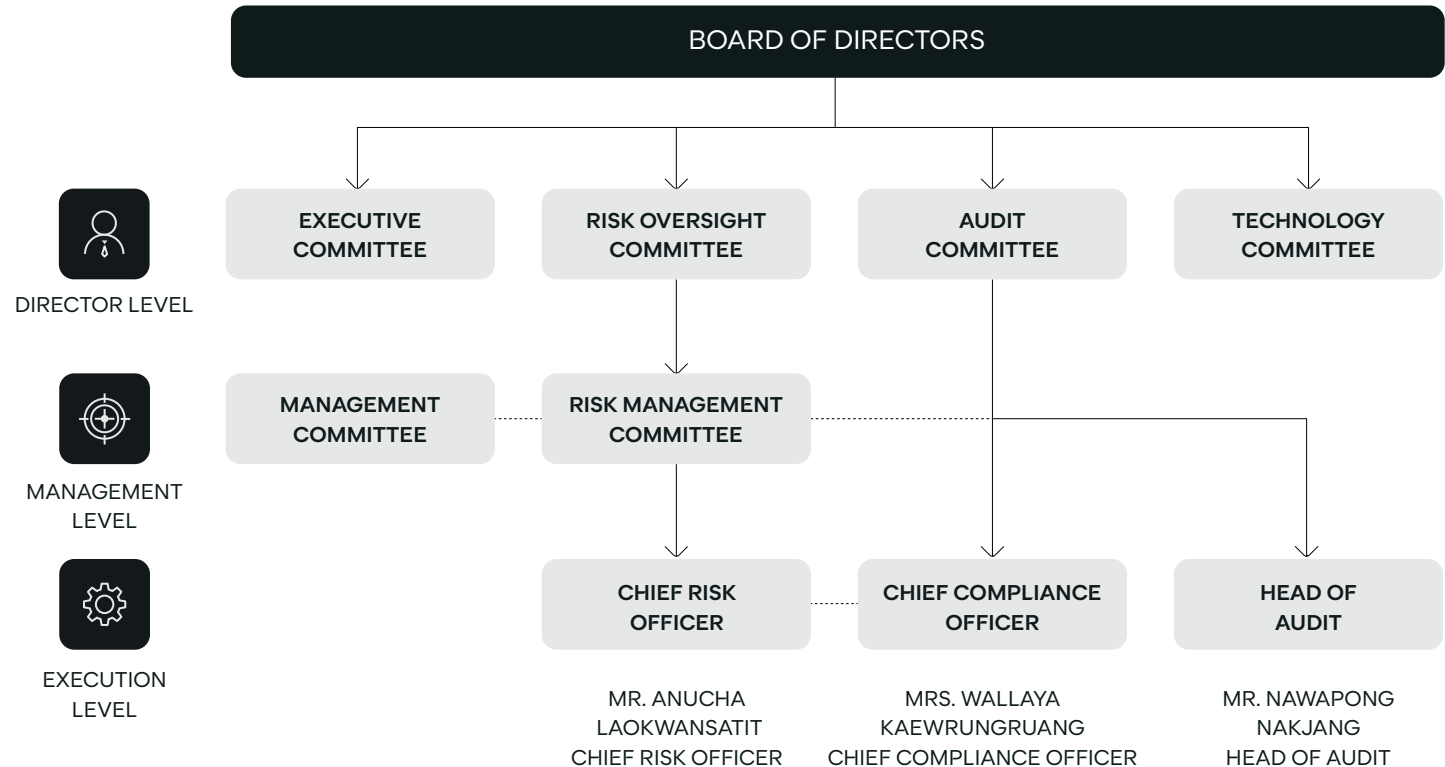 BOARD OF DIRECTORS
EXECUTIVE
COMMITTEE
RISK OVERSIGHT
COMMITTEE
AUDIT
COMMITTEE
TECHNOLOGY
COMMITTEE
DIRECTOR LEVEL
MANAGEMENT
COMMITTEE
RISK MANAGEMENT
COMMITTEE
MANAGEMENT
LEVEL
CHIEF RISK
OFFICER
CHIEF COMPLIANCE
OFFICER
HEAD OF
AUDIT
EXECUTION
LEVEL
MR. ANUCHA
LAOKWANSATIT
CHIEF RISK OFFICER
MRS. WALLAYA
KAEWRUNGRUANG
CHIEF COMPLIANCE OFFICER
MR. NAWAPONG
NAKJANG
HEAD OF AUDIT